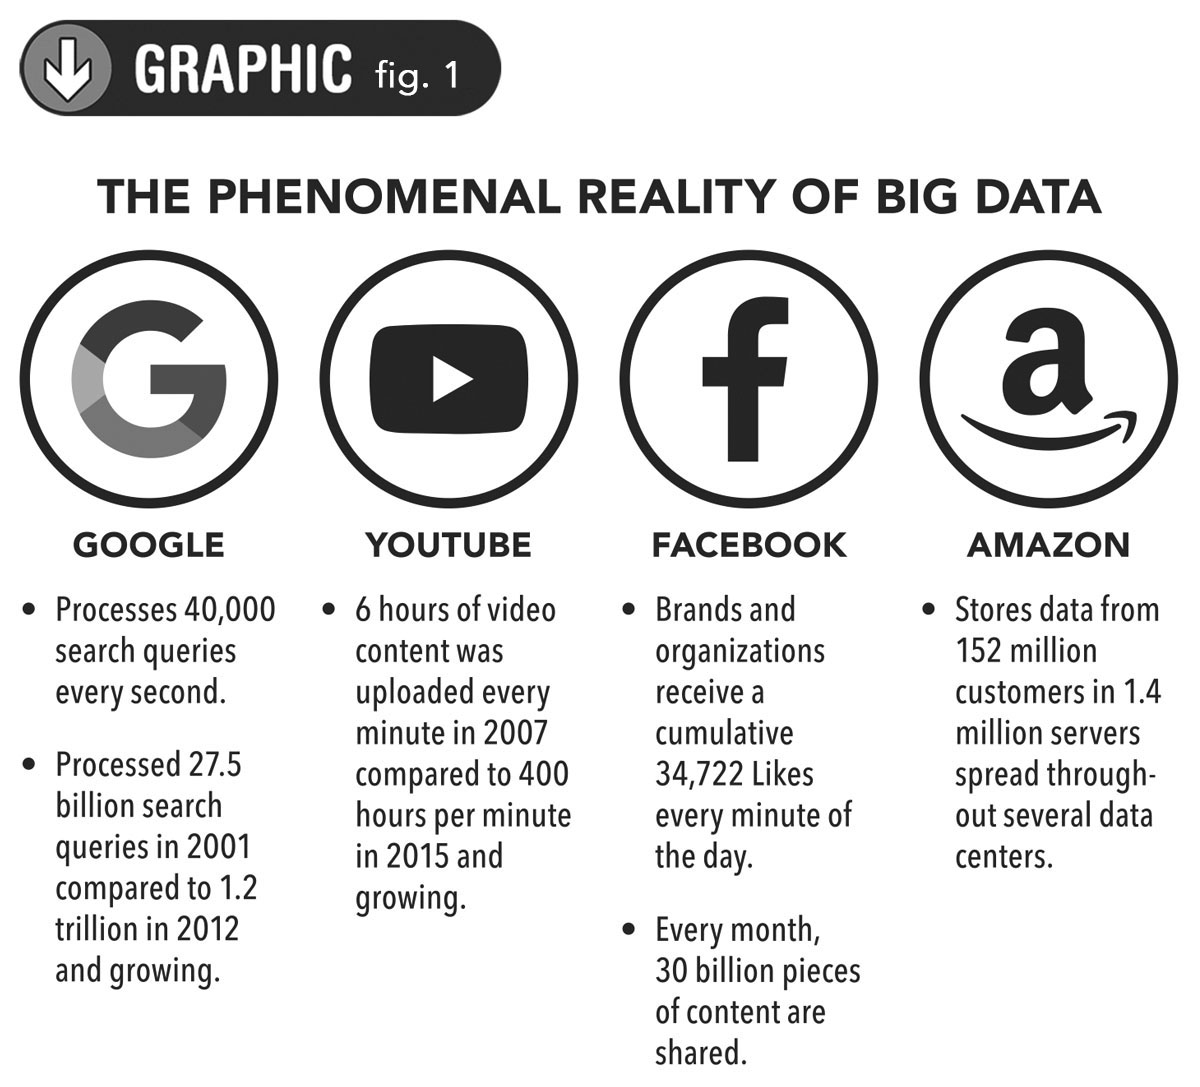 GRAPHIC fig. 1
THE PHENOMENAL REALITY OF BIG DATA
GOOGLE
• Processes 40,000
search queries
every second.
• Processed 27.5
billion search
queries in 2001
compared to 1.2
trillion in 2012
and growing.
YOUTUBE
• 6 hours of video
content was
uploaded every
minute in 2007
compared to 400
hours per minute
in 2015 and
growing.
FACEBOOK
• Brands and
organizations
receive a
cumulative
34,722 Likes
every minute of
the day.
• Every month,
30 billion pieces
of content are
shared.
AMAZON
• Stores data from
152 million
customers in 1.4
million servers
spread through-
out several data
centers.